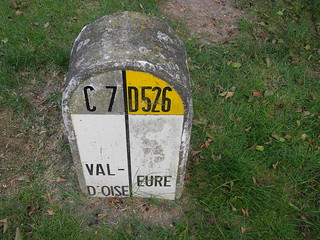 C 7 D526
VAL-
D'OISE EURE